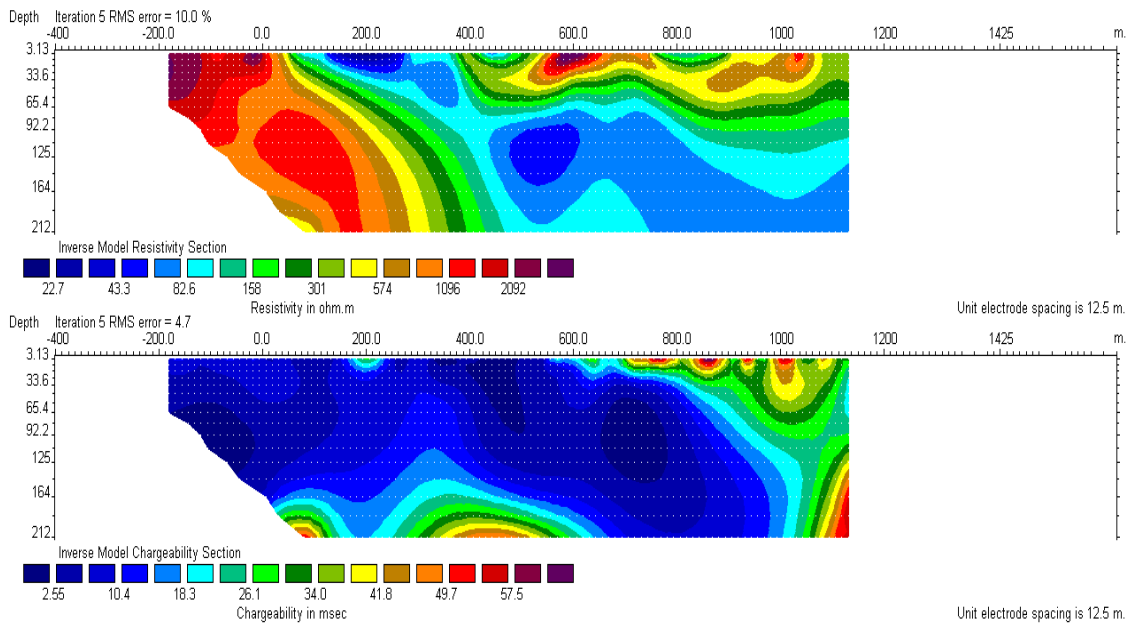 Depth Iteration 5 RMS error = 10.0 %
-400 -200.0 0.0 200.0 400.0 600.0 800.0 1000 1200 1425 m.
3.13
33.6
65.4
92.2
125.
164.
212.
Inverse Model Resistivity Section
22.7 43.3 82.6 158 301 574 1096 2092
Resistivity in ohm.m
Unit electrode spacing is 12.5 m.
Depth Iteration 5 RMS error = 4.7
-400 -200.0 0.0 200.0 400.0 600.0 800.0 1000 1200 1425 m.
3.13
33.6
65.4
92.2
125.
164.
212.
Inverse Model Chargeability Section
2.55 10.4 18.3 26.1 34.0 41.8 49.7 57.5
Chargeability in msec
Unit electrode spacing is 12.5 m.